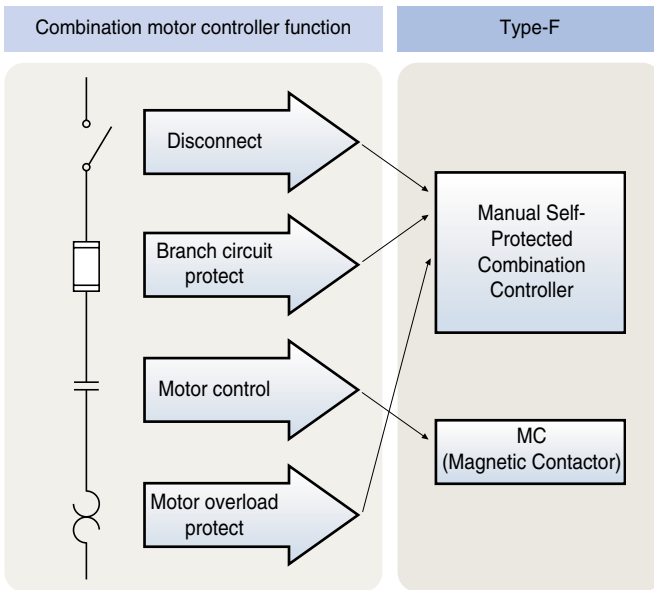 Combination motor controller function
Type-F
Disconnect
Branch circuit
protect
Motor control
Motor overload
protect
Manual Self-
Protected
Combination
Controller
MC
(Magnetic Contactor)